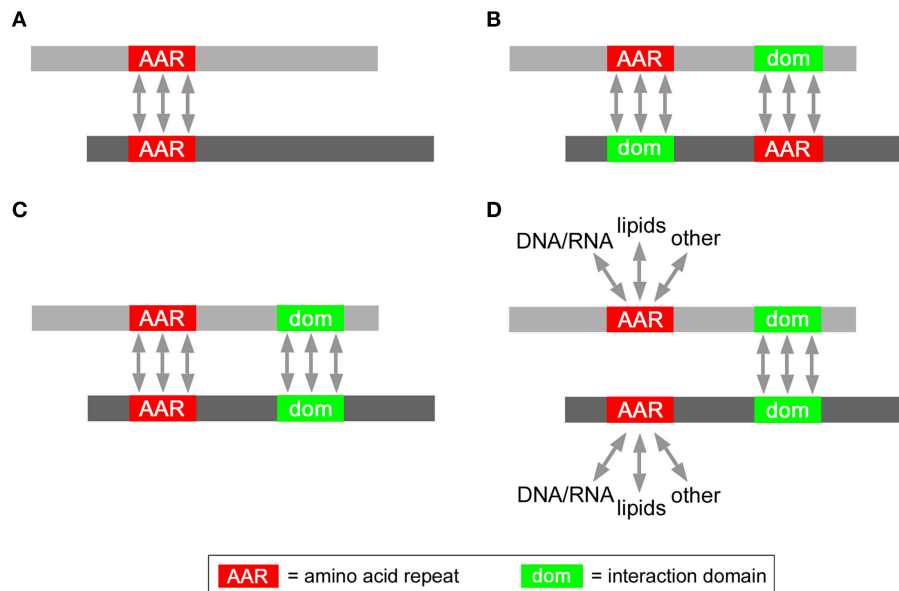 A
AAR
AAR
B
AAR dom
dom AAR
C
AAR dom
AAR dom
D
DNA/RNA lipids other
AAR dom
AAR dom
DNA/RNA lipids other
AAR = amino acid repeat dom = interaction domain